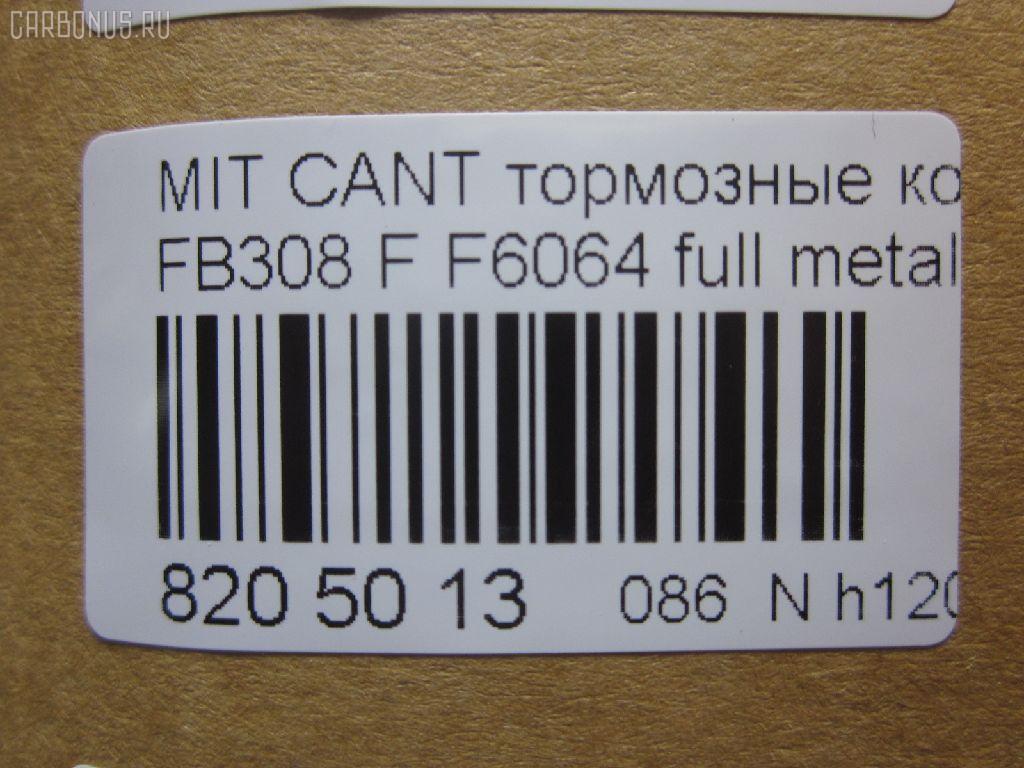 CARBONUS.RU
MIT CANT тормозные ко
FB308 F F6064 full metal
820 50 13 086 N h120